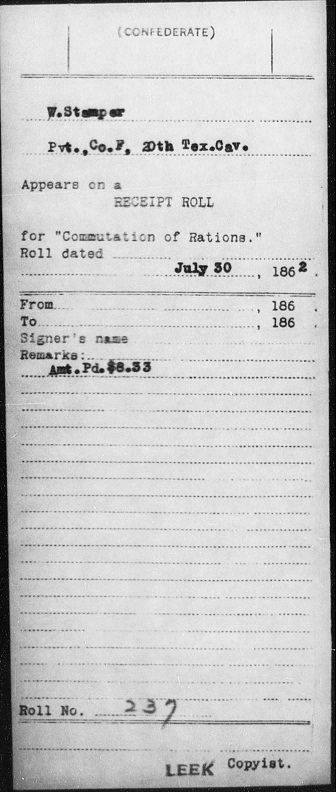 (CONFEDERATE)
W.Stamper
Pvt.,Co.F, 20th Tex.Cav.
Appears on a
RECEIPT ROLL
for "Commutation of Rations."
Roll dated
July 30, 1862.
From , 186 .
To , 186 .
Signer's name
Remarks:
Amt.Pd.$8.33
Roll No. 237
LEEK Copyist.